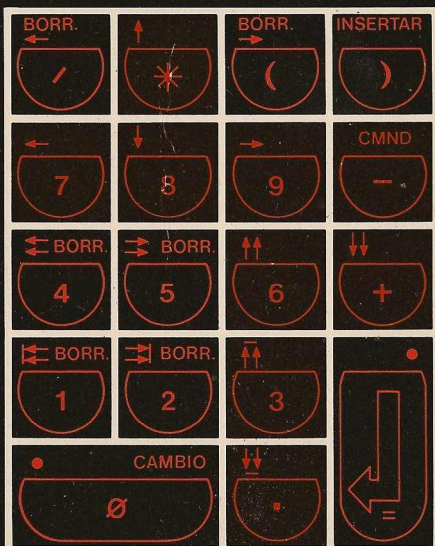 BORR. ↑ BORR. INSERTAR
← →
/ * ( )
← ↓ → CMND
7 8 9 -
⇇ BORR. ⇉ BORR. ↑↑ ↓↓
4 5 6 +
⇇ BORR. ⇉ BORR. ↑↑
1 2 3
CAMBIO ↓↓
Ø . =